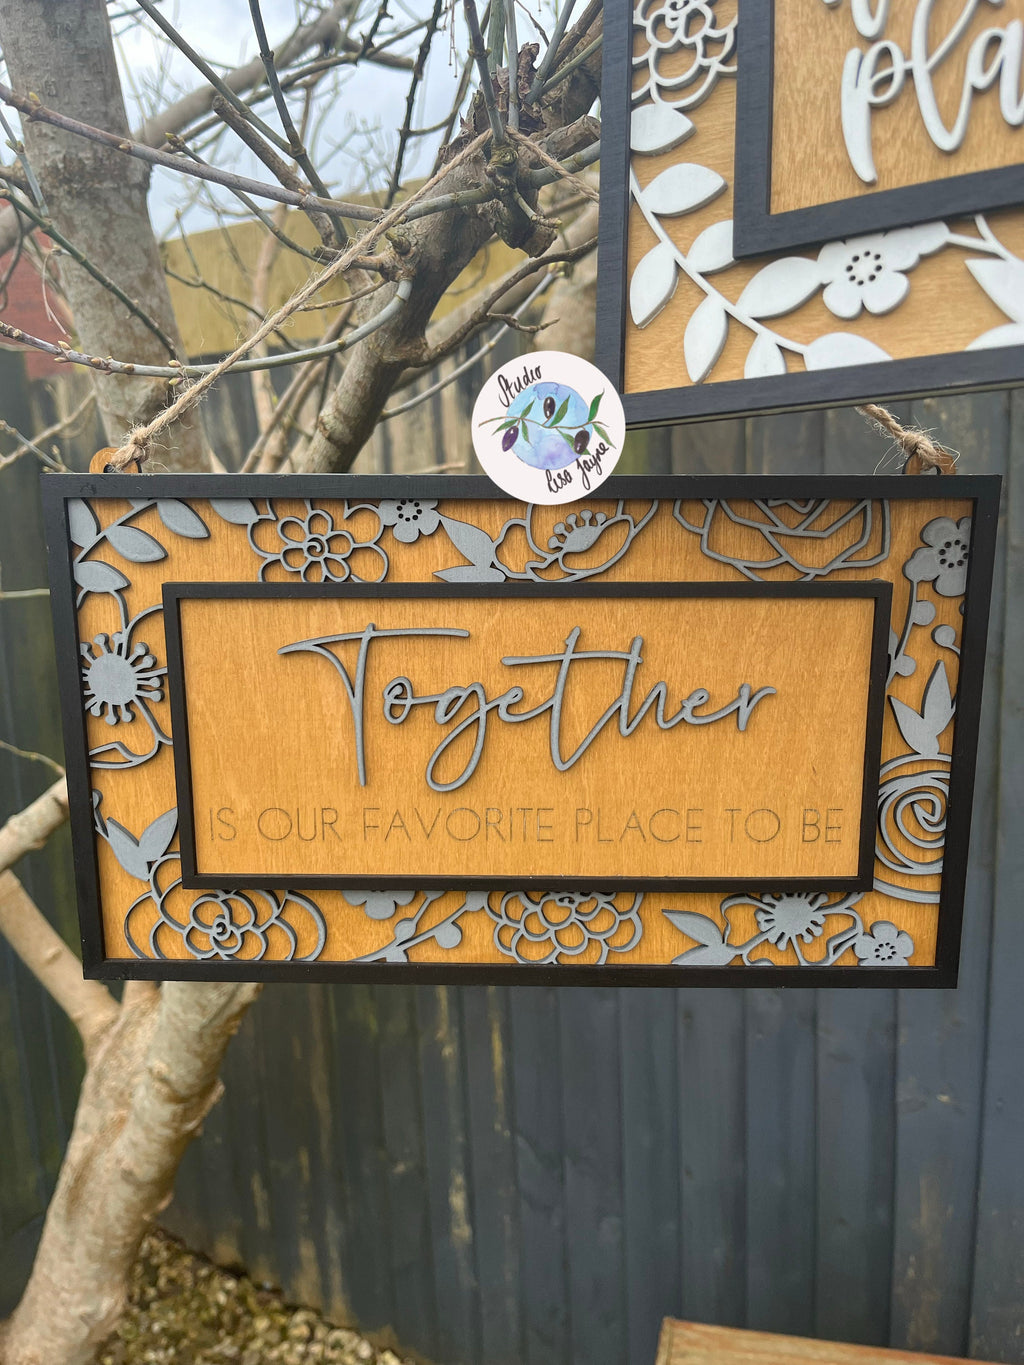 pla
Studio
Lisa Jayne
Together
IS OUR FAVORITE PLACE TO BE